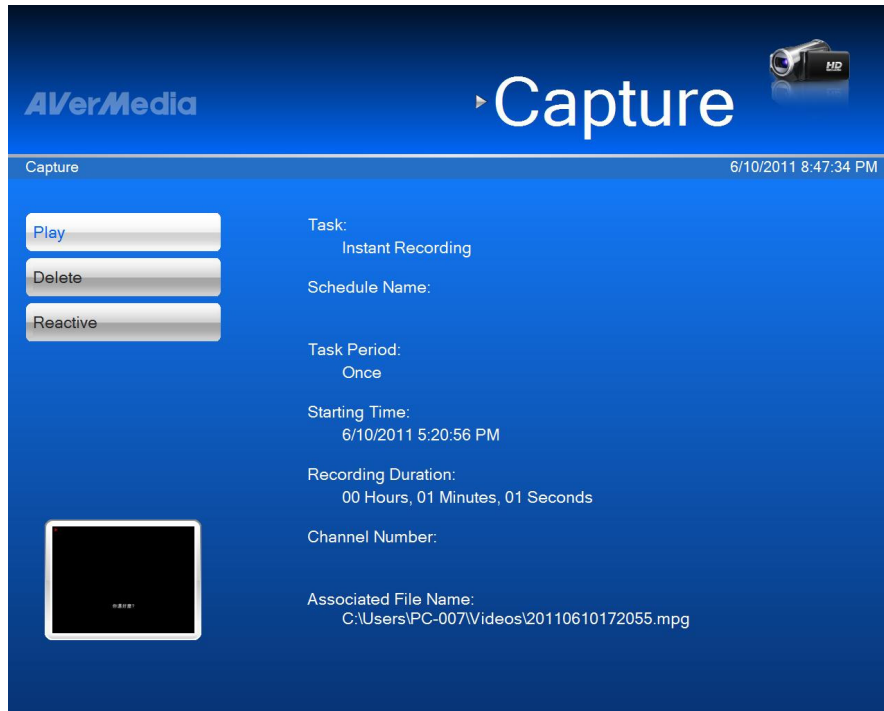 AVerMedia
Capture
HD
Capture
6/10/2011 8:47:34 PM
Play
Delete
Reactive
Task:
Instant Recording
Schedule Name:
Task Period:
Once
Starting Time:
6/10/2011 5:20:56 PM
Recording Duration:
00 Hours, 01 Minutes, 01 Seconds
Channel Number:
Associated File Name:
C:\Users\PC-007\Videos\20110610172055.mpg